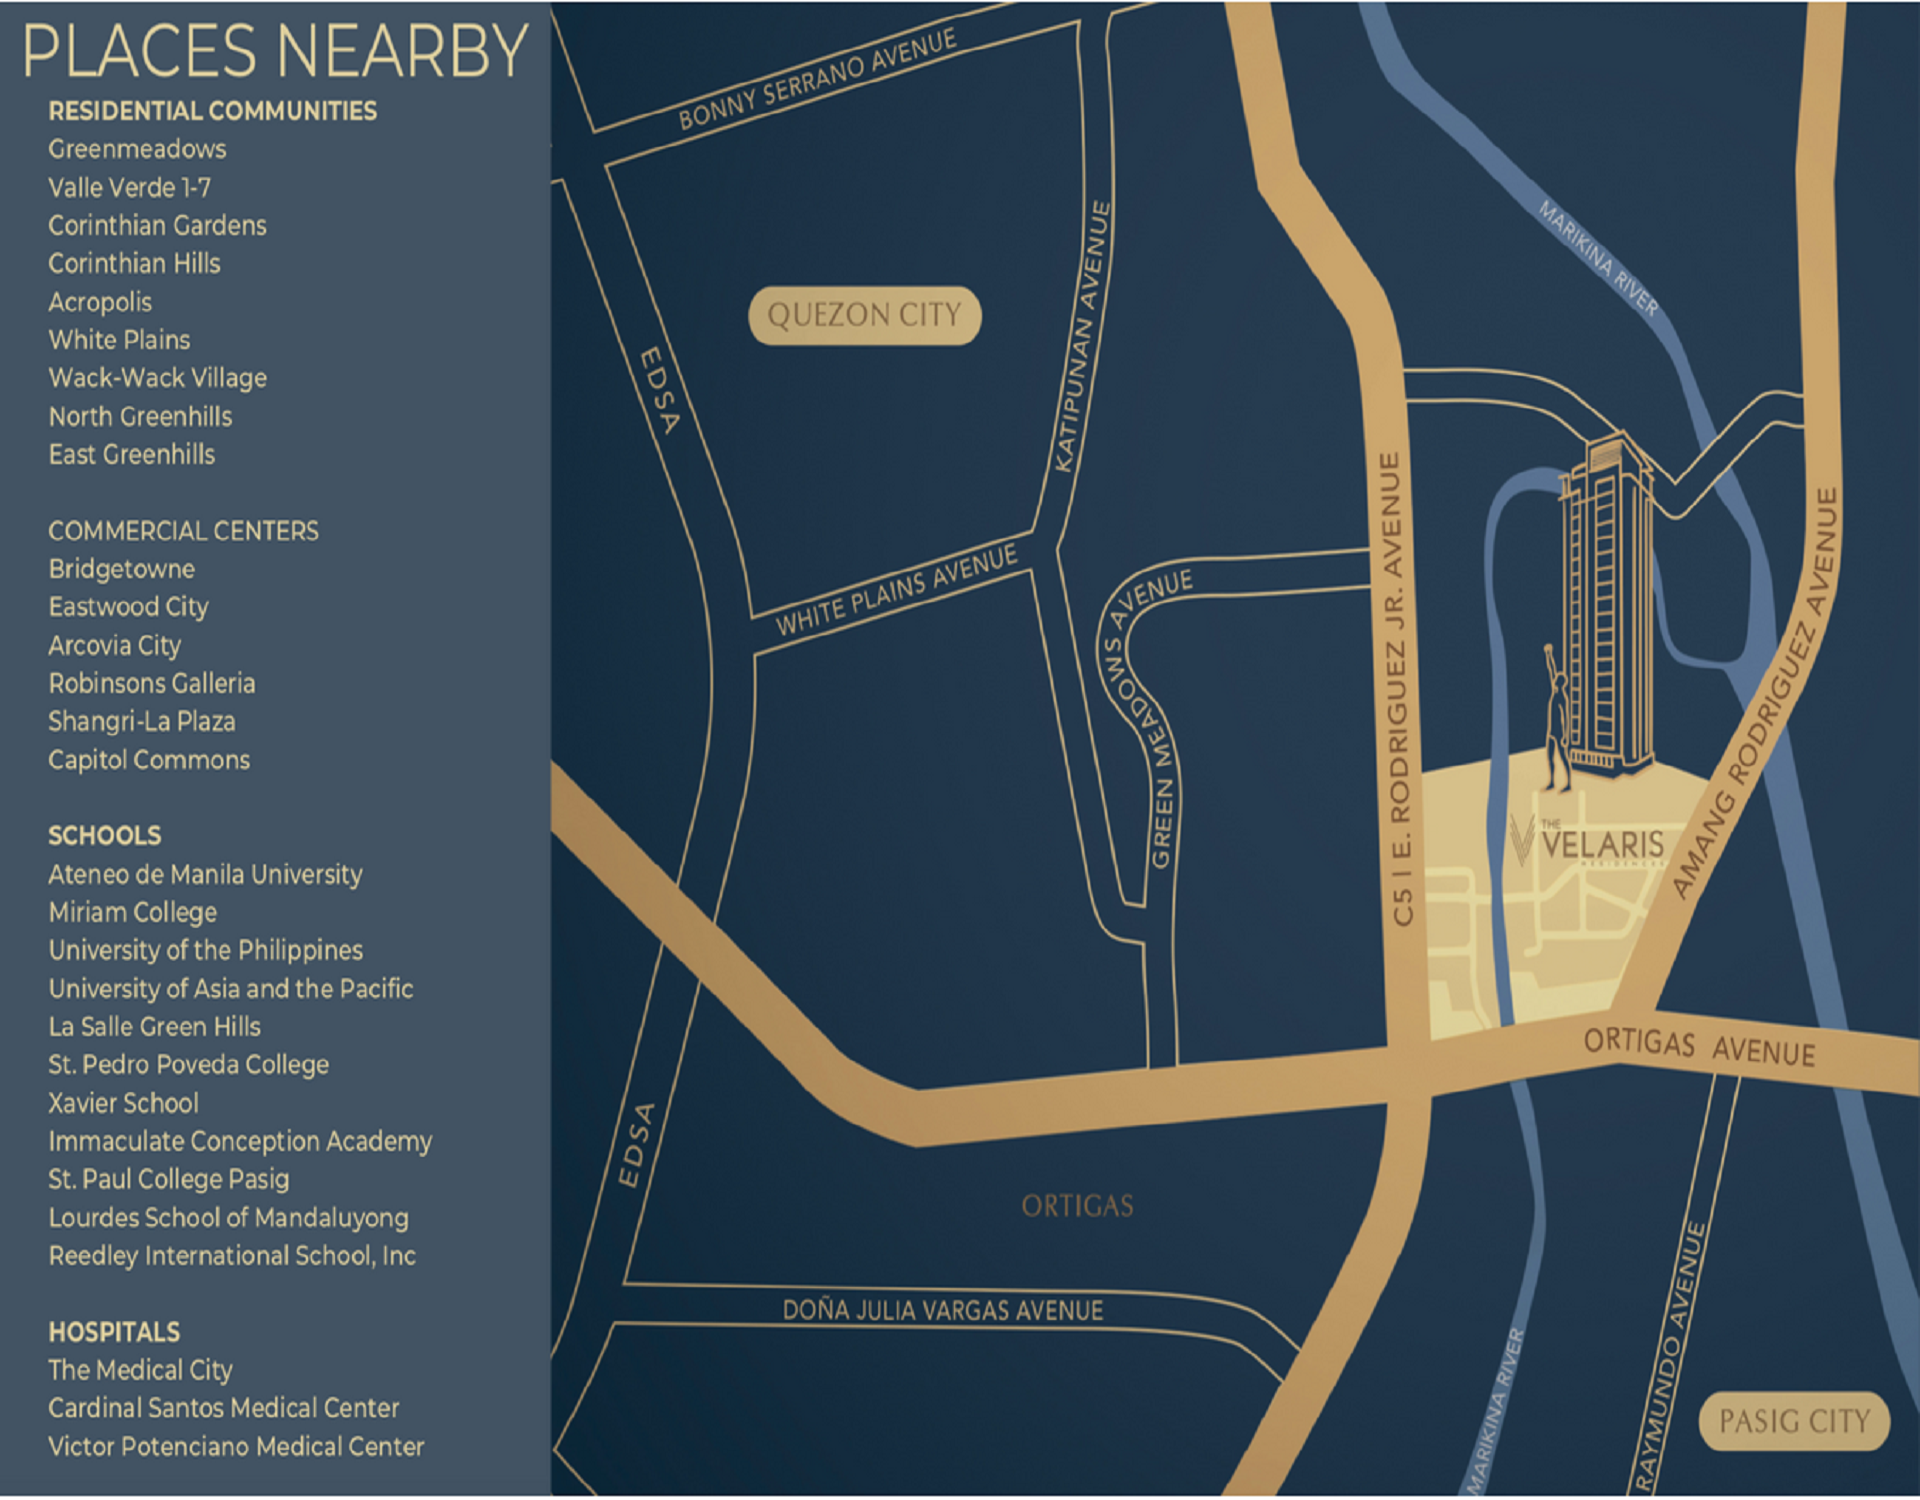 PLACES NEARBY
RESIDENTIAL COMMUNITIES
Greenmeadows
Valle Verde 1-7
Corinthian Gardens
Corinthian Hills
Acropolis
White Plains
Wack-Wack Village
North Greenhills
East Greenhills
COMMERCIAL CENTERS
Bridgetowne
Eastwood City
Arcovia City
Robinsons Galleria
Shangri-La Plaza
Capitol Commons
SCHOOLS
Ateneo de Manila University
Miriam College
University of the Philippines
University of Asia and the Pacific
La Salle Green Hills
St. Pedro Poveda College
Xavier School
Immaculate Conception Academy
St. Paul College Pasig
Lourdes School of Mandaluyong
Reedley International School, Inc
HOSPITALS
The Medical City
Cardinal Santos Medical Center
Victor Potenciano Medical Center
BONNY SERRANO AVENUE
MARIKINA RIVER
QUEZON CITY
KATIPUNAN AVENUE
EDSA
WHITE PLAINS AVENUE
GREEN MEADOWS AVENUE
C5 I E. RODRIGUEZ JR. AVENUE
AMANG RODRIGUEZ AVENUE
THE
VELARIS
RESIDENCES
ORTIGAS AVENUE
EDSA
ORTIGAS
DOÑA JULIA VARGAS AVENUE
MARIKINA RIVER
RAYMUNDO AVENUE
PASIG CITY